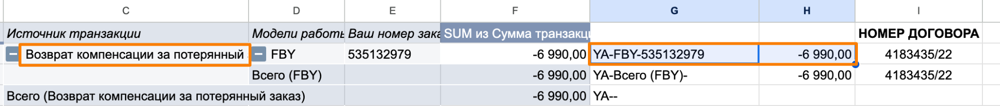 C D E F G H I
Источник транзакции Модели работь Ваш номер зака SUM из Сумма транзакци НОМЕР ДОГОВОРА
Возврат компенсации за потерянный FBY 535132979 -6 990,00 YA-FBY-535132979 -6 990,00 4183435/22
Всего (FBY) -6 990,00 YA-Всего (FBY)- -6 990,00 4183435/22
Всего (Возврат компенсации за потерянный заказ) -6 990,00 YA--